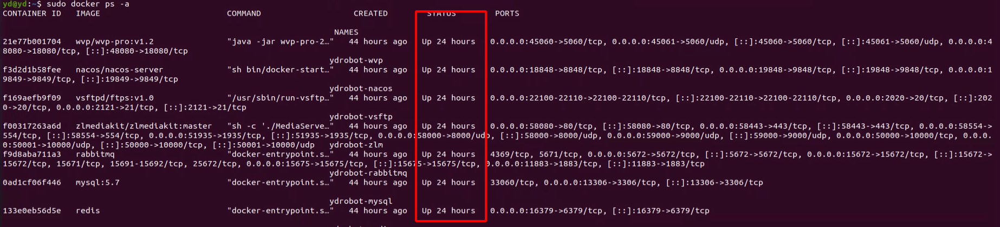 yd@yd:~$ sudo docker ps -a
CONTAINER ID   IMAGE                          COMMAND                   CREATED        STATUS        PORTS
NAMES
21e77b001704   wvp/wvp-pro:v1.2               "java -jar wvp-pro-2…"   44 hours ago   Up 24 hours   0.0.0.0:45060->5060/tcp, 0.0.0.0:45061->5060/udp, [::]:45060->5060/tcp, [::]:45061->5060/udp, 0.0.0.0:4
8080->18080/tcp, [::]:48080->18080/tcp
ydrobot-wvp
f3d2d1b58fee   nacos/nacos-server             "sh bin/docker-start…"   44 hours ago   Up 24 hours   0.0.0.0:18848->8848/tcp, [::]:18848->8848/tcp, 0.0.0.0:19848->9848/tcp, [::]:19848->9848/tcp, 0.0.0.0:1
9849->9849/tcp, [::]:19849->9849/tcp
ydrobot-nacos
f169aefb9f09   vsftpd/ftps:v1.0               "/usr/sbin/run-vsftp…"   44 hours ago   Up 24 hours   0.0.0.0:22100-22110->22100-22110/tcp, [::]:22100-22110->22100-22110/tcp, 0.0.0.0:2020->20/tcp, [::]:202
0->20/tcp, 0.0.0.0:2121->21/tcp, [::]:2121->21/tcp
ydrobot-vsftp
f00317263a6d   zlmediakit/zlmediakit:master   "sh -c './MediaServe…"   44 hours ago   Up 24 hours   0.0.0.0:58080->80/tcp, [::]:58080->80/tcp, 0.0.0.0:58443->443/tcp, [::]:58443->443/tcp, 0.0.0.0:58554->
554/tcp, [::]:58554->554/tcp, 0.0.0.0:51935->1935/tcp, [::]:51935->1935/tcp, 0.0.0.0:58000->8000/udp, [::]:58000->8000/udp, 0.0.0.0:59000->9000/udp, [::]:59000->9000/udp, 0.0.0.0:50000->10000/tcp, 0.0.0.
0:50001->10000/udp, [::]:50000->10000/tcp, [::]:50001->10000/udp   ydrobot-zlm
f9d8aba711a3   rabbitmq                       "docker-entrypoint.s…"   44 hours ago   Up 24 hours   4369/tcp, 5671/tcp, 0.0.0.0:5672->5672/tcp, [::]:5672->5672/tcp, 0.0.0.0:15672->15672/tcp, [::]:15672->
15672/tcp, 15671/tcp, 15691-15692/tcp, 25672/tcp, 0.0.0.0:15675->15675/tcp, [::]:15675->15675/tcp, 0.0.0.0:11883->1883/tcp, [::]:11883->1883/tcp
ydrobot-rabbitmq
0ad1cf06f446   mysql:5.7                      "docker-entrypoint.s…"   44 hours ago   Up 24 hours   33060/tcp, 0.0.0.0:13306->3306/tcp, [::]:13306->3306/tcp
ydrobot-mysql
133e0eb56d5e   redis                          "docker-entrypoint.s…"   44 hours ago   Up 24 hours   0.0.0.0:16379->6379/tcp, [::]:16379->6379/tcp